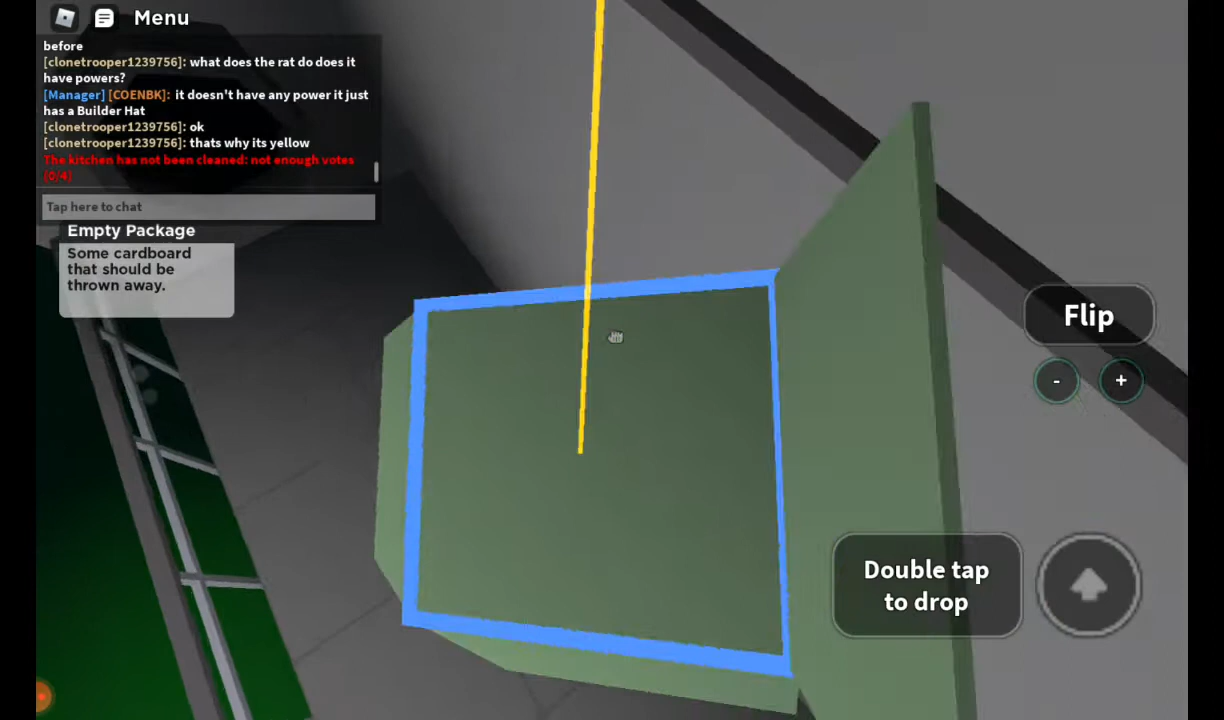 Menu
before
[clonetrooper1239756]: what does the rat do does it
have powers?
[Manager] [COENBK]: it doesn't have any power it just
has a Builder Hat
[clonetrooper1239756]: ok
[clonetrooper1239756]: thats why its yellow
The kitchen has not been cleaned: not enough votes
(0/4)
Tap here to chat
Empty Package
Some cardboard
that should be
thrown away.
Flip
- +
Double tap
to drop